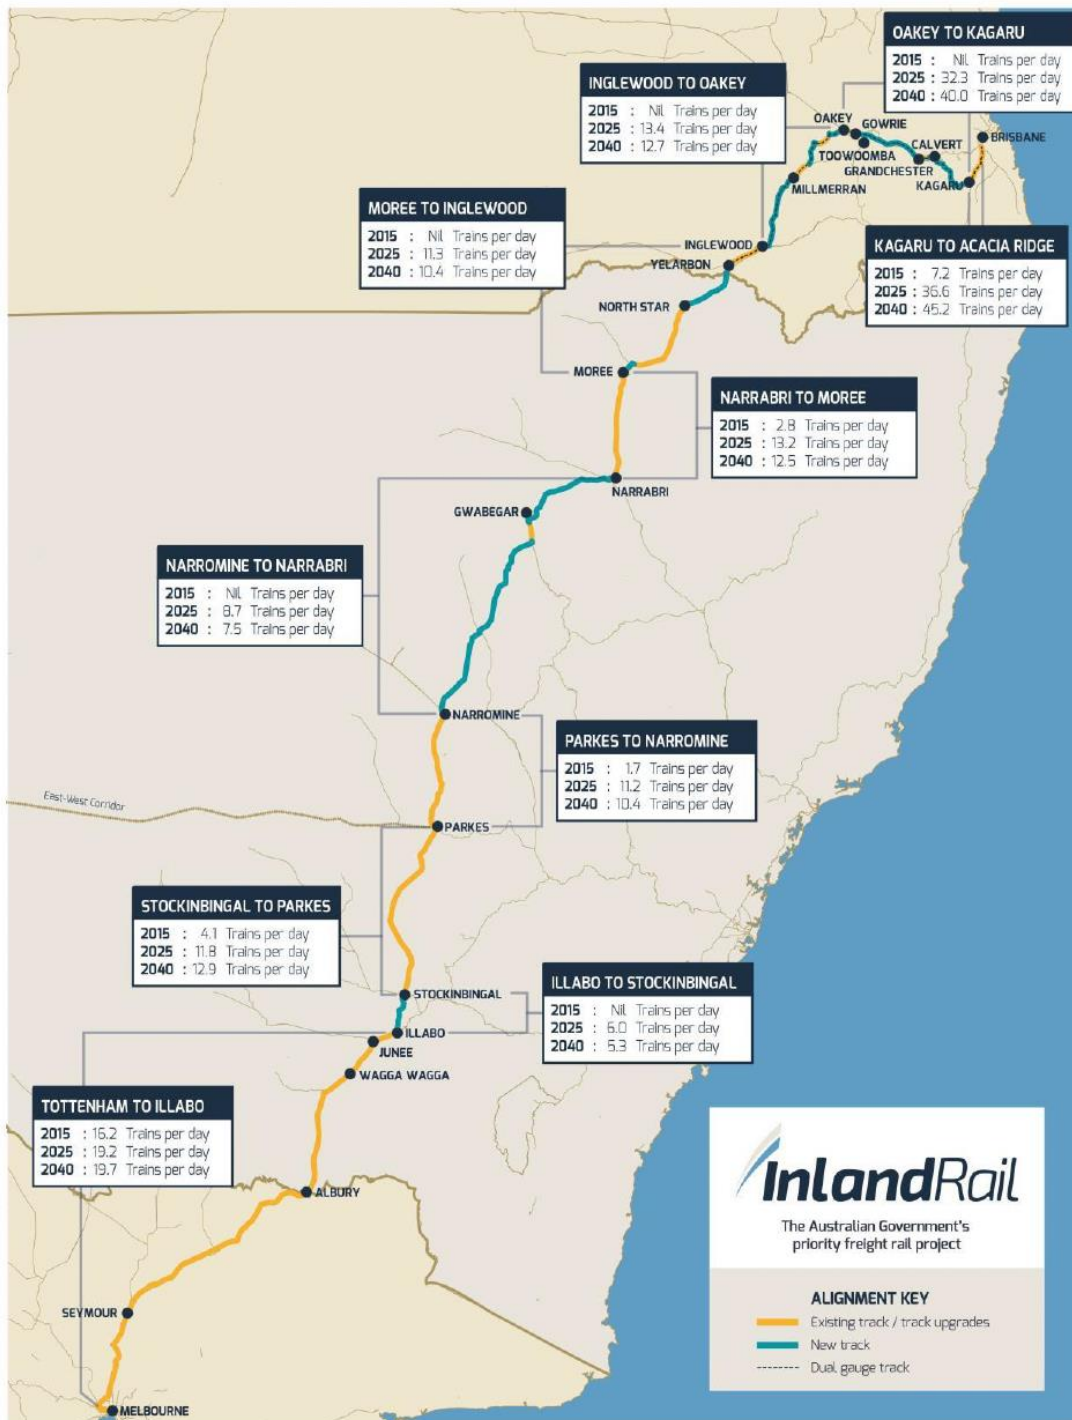 OAKEY TO KAGARU
2015 : Nil Trains per day
2025 : 32.3 Trains per day
2040 : 40.0 Trains per day
INGLEWOOD TO OAKEY
2015 : Nil Trains per day
2025 : 13.4 Trains per day
2040 : 12.7 Trains per day
OAKEY
GOWRIE
TOOWOOMBA
CALVERT
GRANDCHESTER
BRISBANE
KAGARU
MILLMERRAN
MOREE TO INGLEWOOD
2015 : Nil Trains per day
2025 : 11.3 Trains per day
2040 : 10.4 Trains per day
INGLEWOOD
YELARBON
KAGARU TO ACACIA RIDGE
2015 : 7.2 Trains per day
2025 : 36.6 Trains per day
2040 : 45.2 Trains per day
NORTH STAR
MOREE
NARRABRI TO MOREE
2015 : 2.8 Trains per day
2025 : 13.2 Trains per day
2040 : 12.5 Trains per day
NARRABRI
GWABEGAR
NARROMINE TO NARRABRI
2015 : Nil Trains per day
2025 : 8.7 Trains per day
2040 : 7.5 Trains per day
NARROMINE
PARKES TO NARROMINE
2015 : 1.7 Trains per day
2025 : 11.2 Trains per day
2040 : 10.4 Trains per day
East-West Corridor
PARKES
STOCKINBINGAL TO PARKES
2015 : 4.1 Trains per day
2025 : 11.8 Trains per day
2040 : 12.9 Trains per day
STOCKINBINGAL
ILLABO TO STOCKINBINGAL
2015 : Nil Trains per day
2025 : 6.0 Trains per day
2040 : 5.3 Trains per day
ILLABO
JUNEE
WAGGA WAGGA
TOTTENHAM TO ILLABO
2015 : 16.2 Trains per day
2025 : 19.2 Trains per day
2040 : 19.7 Trains per day
ALBURY
SEYMOUR
MELBOURNE
InlandRail
The Australian Government's
priority freight rail project
ALIGNMENT KEY
Existing track / track upgrades
New track
Dual gauge track